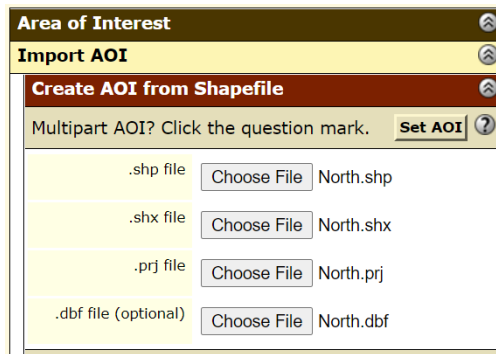 Area of Interest
Import AOI
Create AOI from Shapefile
Multipart AOI? Click the question mark. Set AOI ?
.shp file Choose File North.shp
.shx file Choose File North.shx
.prj file Choose File North.prj
.dbf file (optional) Choose File North.dbf